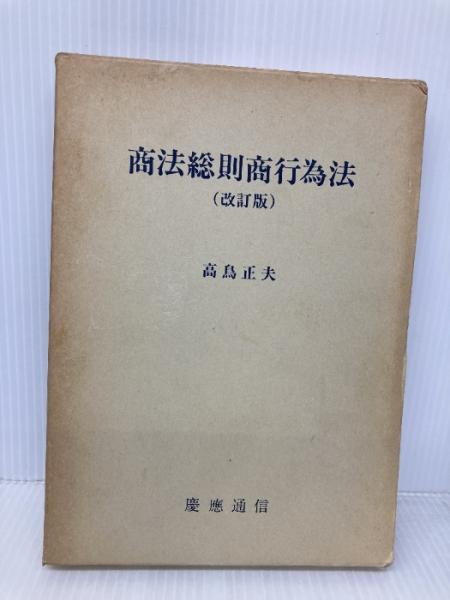 商法総則商行為法
(改訂版)
高鳥正夫
慶應通信